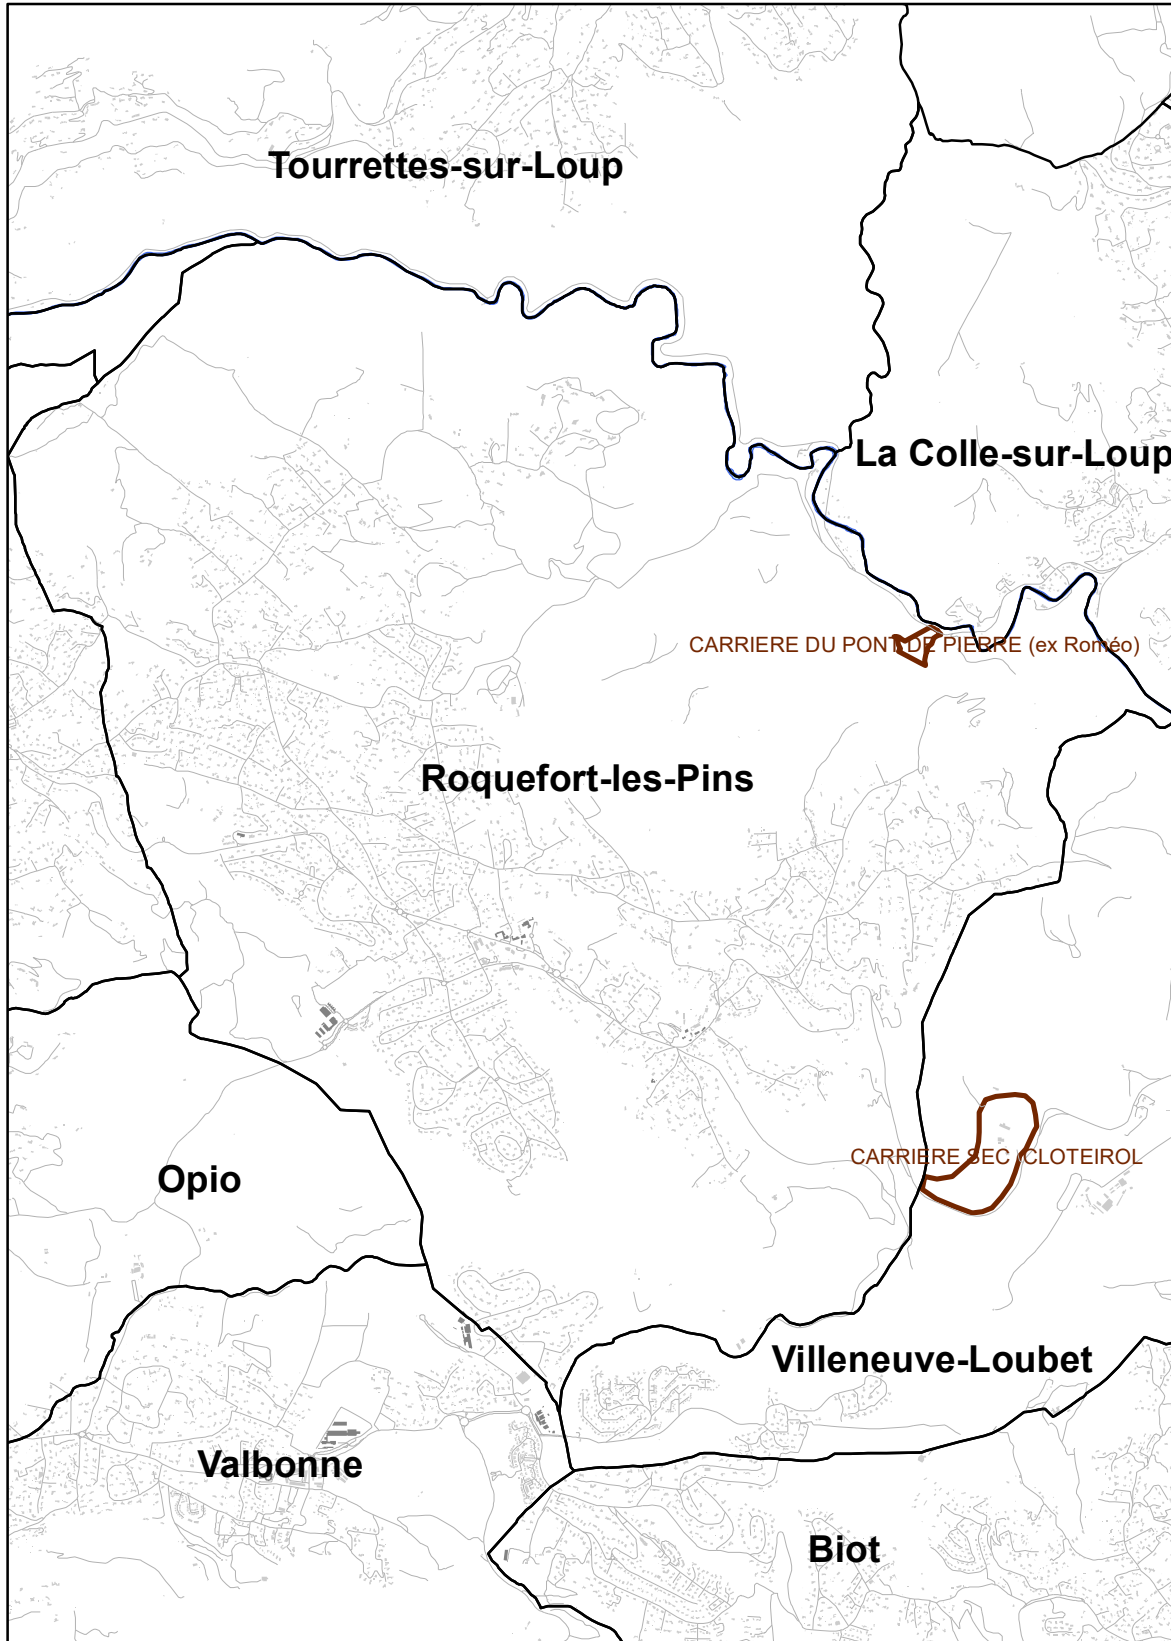 Tourrettes-sur-Loup
La Colle-sur-Loup
CARRIERE DU PONT DE PIERRE (ex Roméo)
Roquefort-les-Pins
CARRIERE SEC CLOTEIROL
Opio
Villeneuve-Loubet
Valbonne
Biot